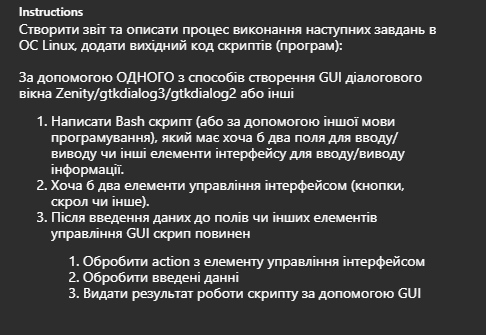 Instructions
Створити звіт та описати процес виконання наступних завдань в
ОС Linux, додати вихідний код скриптів (програм):
За допомогою ОДНОГО з способів створення GUI діалогового
вікна Zenity/gtkdialog3/gtkdialog2 або інші
1. Написати Bash скрипт (або за допомогою іншої мови
програмування), який має хоча б два поля для вводу/
виводу чи інші елементи інтерфейсу для вводу/виводу
інформації.
2. Хоча б два елементи управління інтерфейсом (кнопки,
скрол чи інше).
3. Після введення даних до полів чи инших елементів
управління GUI скрип повинен
1. Обробити action з елементу управління інтерфейсом
2. Обробити введені данні
3. Видати результат роботи скрипту за допомогою GUI